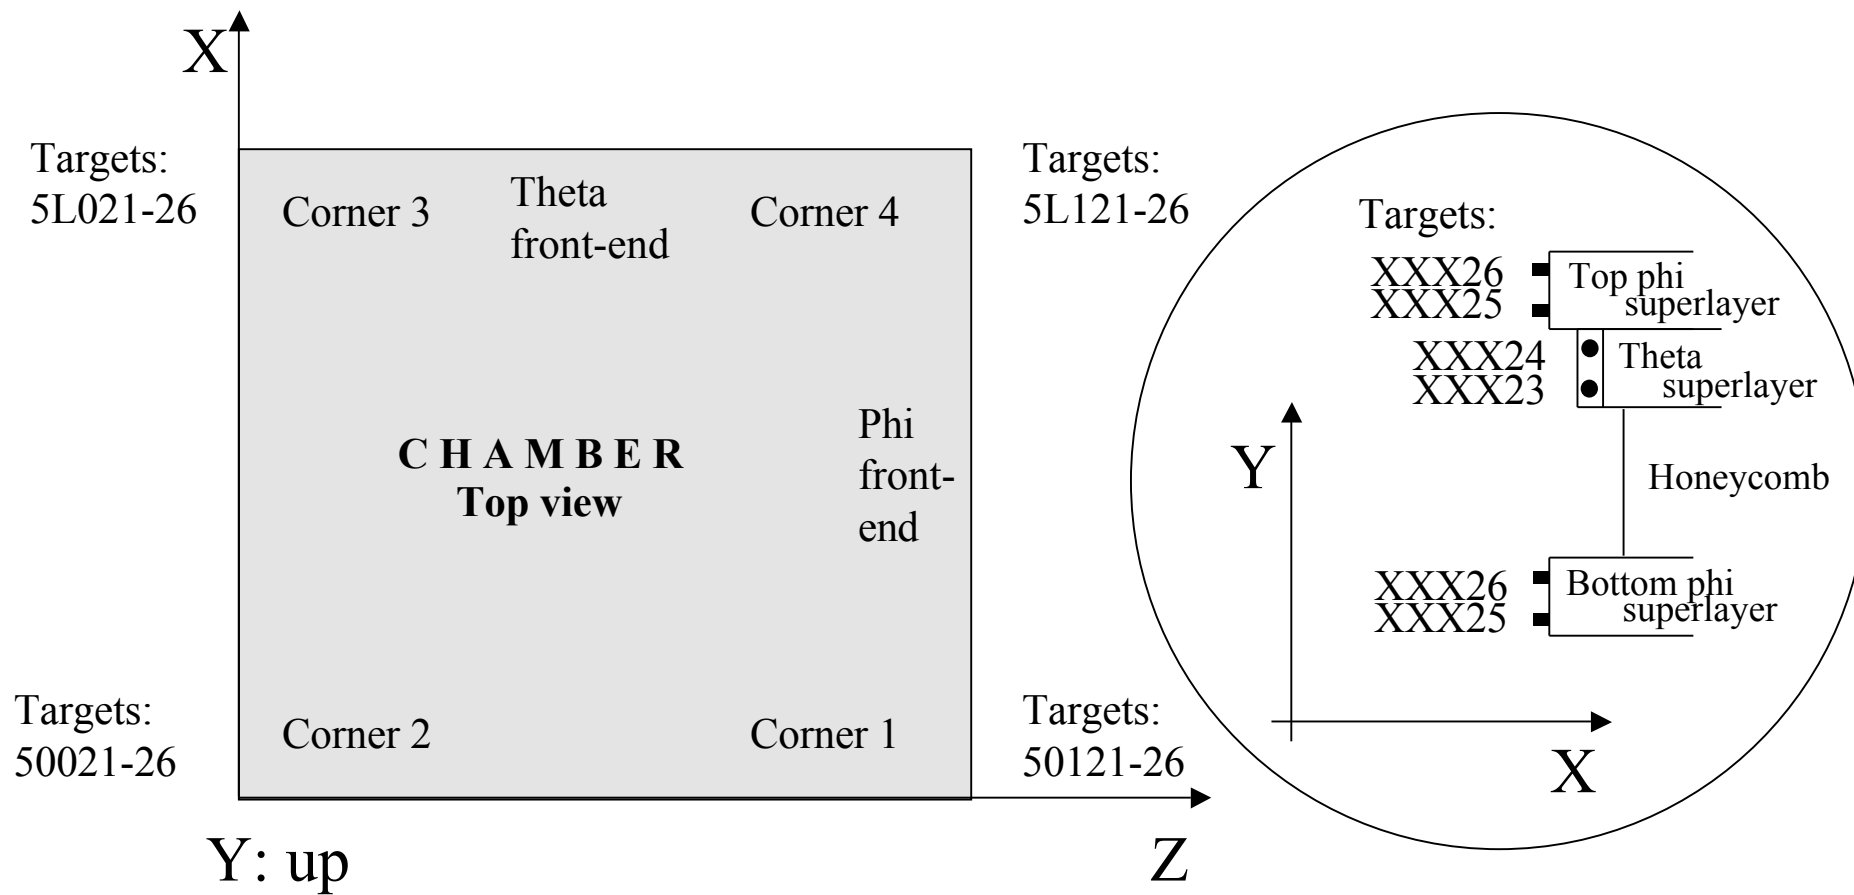 X
Targets:
5L021-26
Corner 3
Theta
front-end
Corner 4
Targets:
5L121-26
C H A M B E R
Top view
Phi
front-
end
Targets:
50021-26
Corner 2
Corner 1
Targets:
50121-26
Y: up
Z
Targets:
XXX26
XXX25
Top phi
superlayer
XXX24
XXX23
Theta
superlayer
Y
Honeycomb
XXX26
XXX25
Bottom phi
superlayer
X